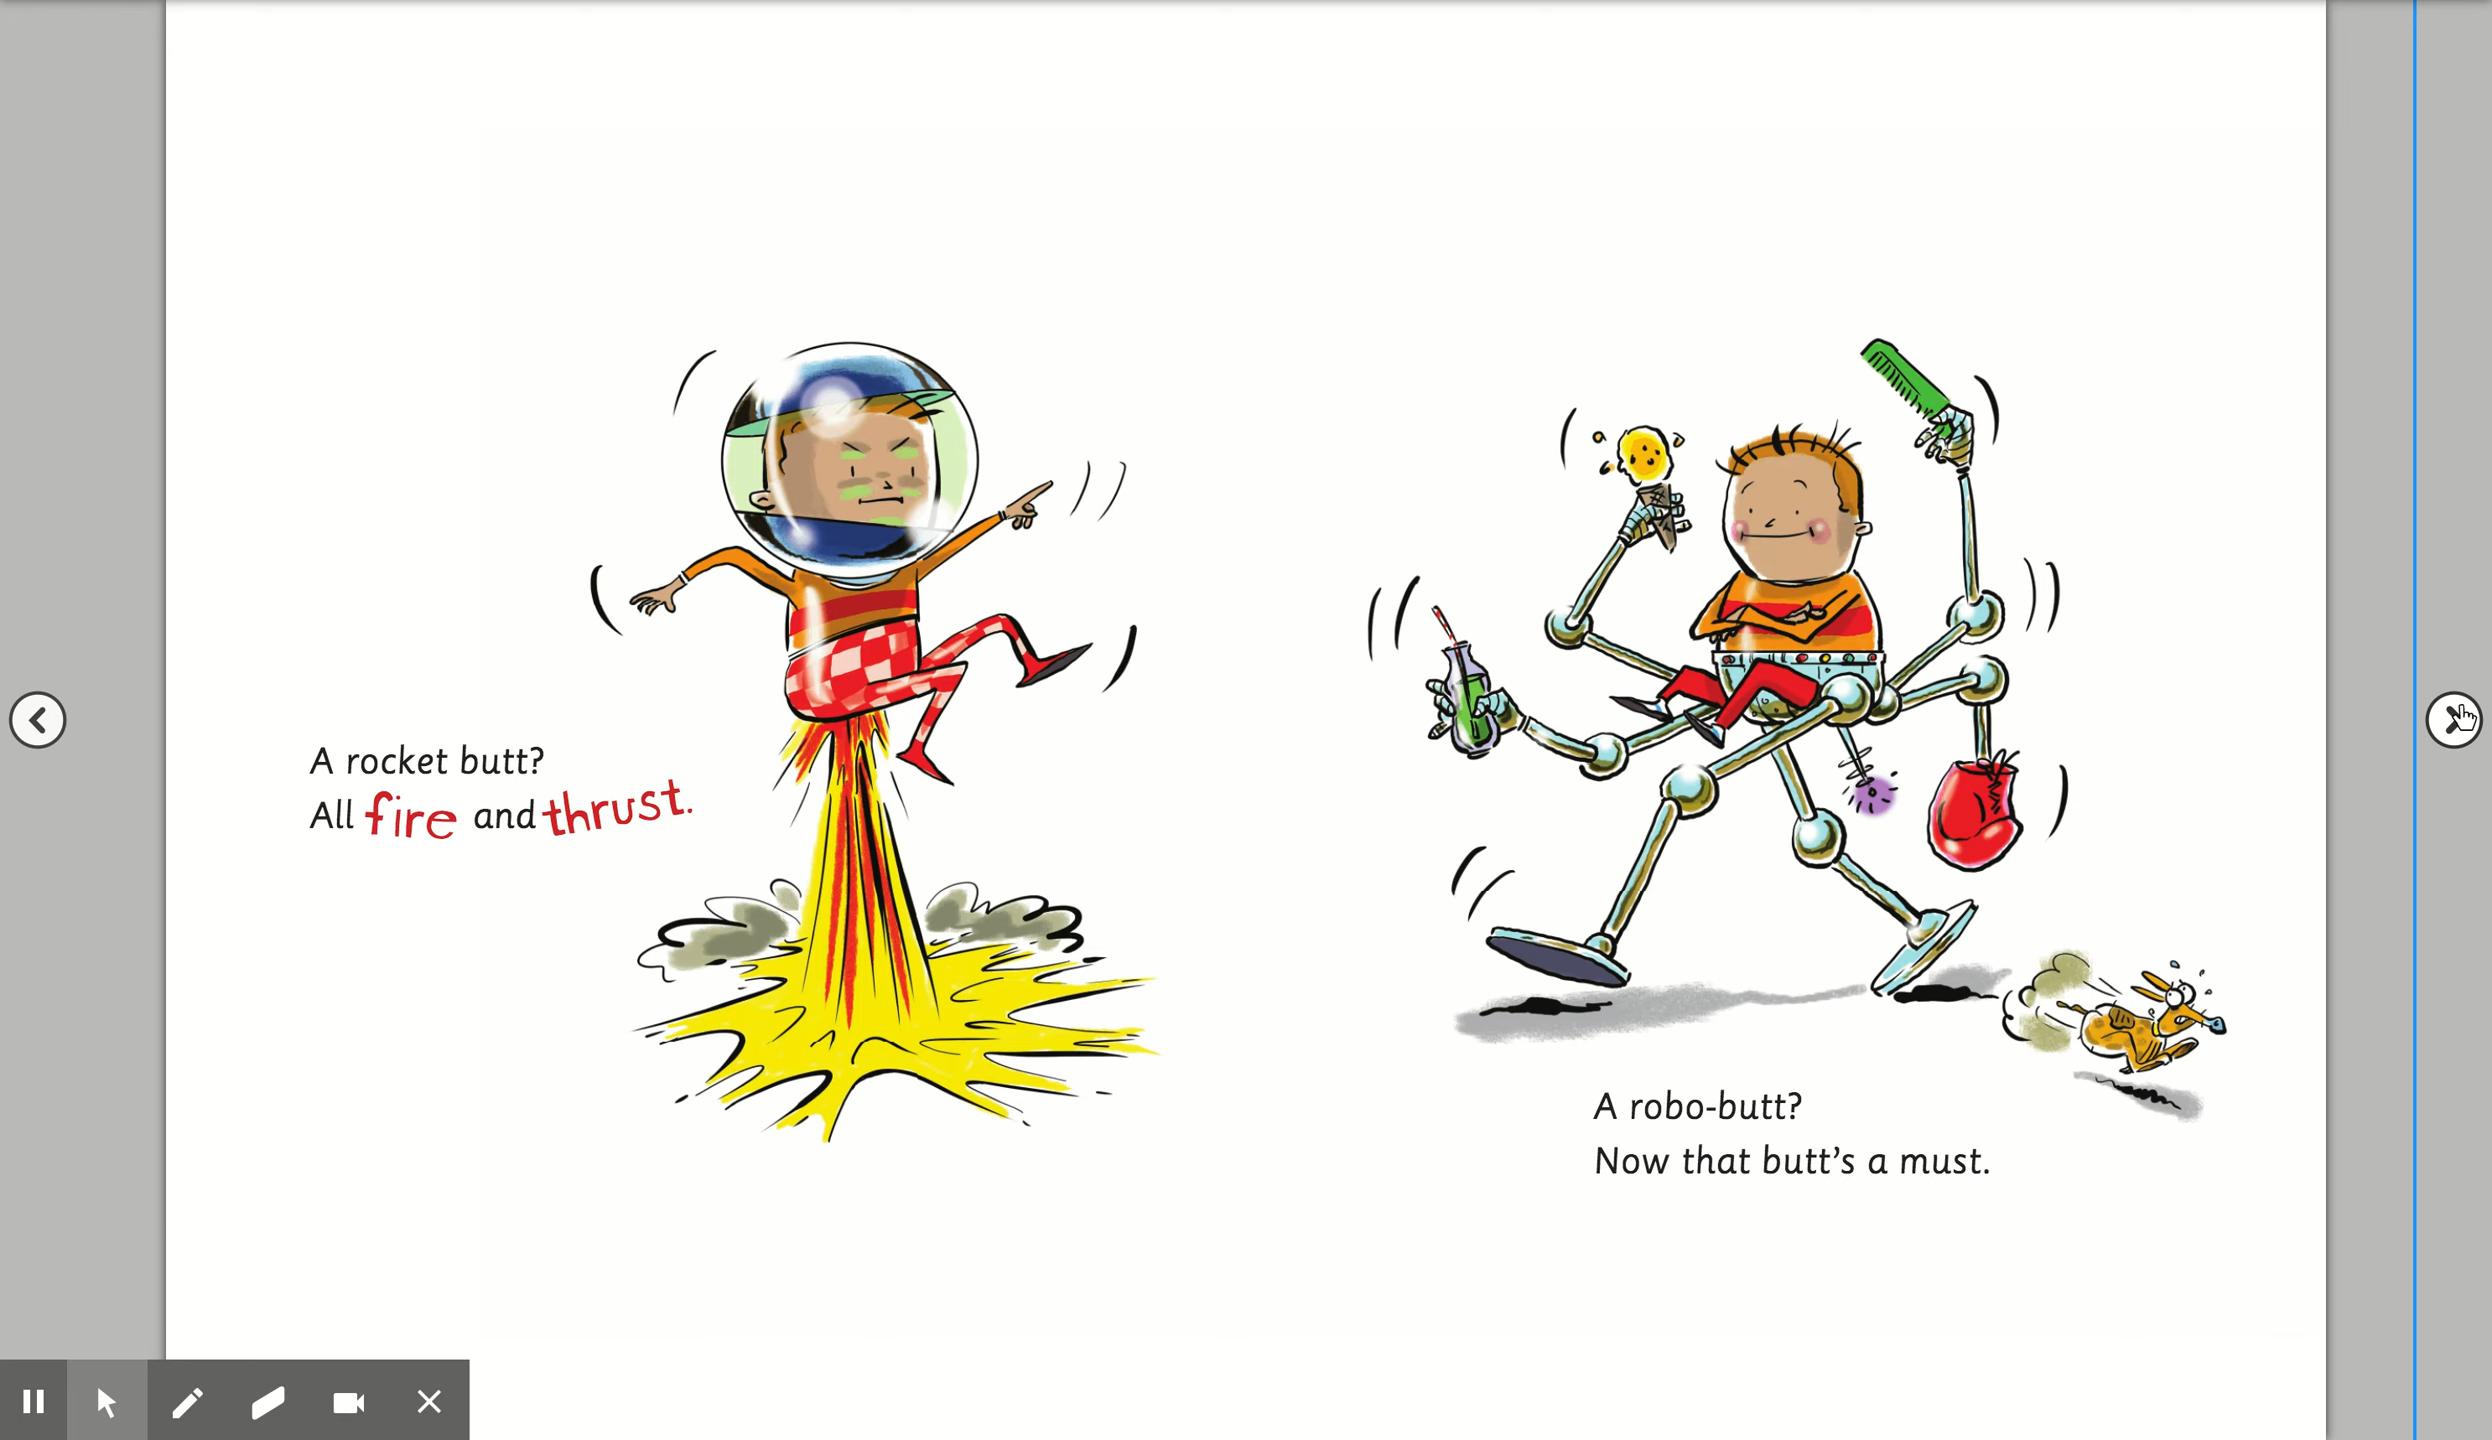 A rocket butt?
All fire and thrust.
A robo-butt?
Now that butt's a must.